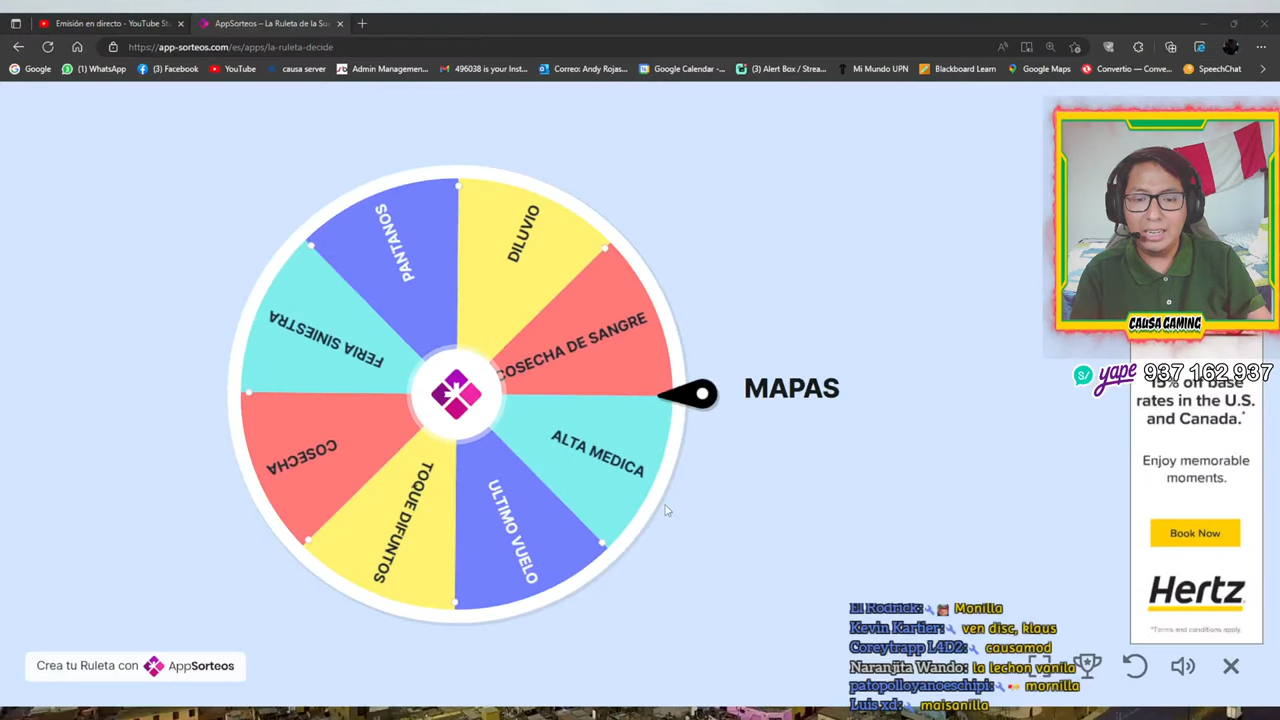 Emisión en directo - YouTube St
AppSorteos – La Ruleta de la Su
https://app-sorteos.com/es/apps/la-ruleta-decide
Google
(1) WhatsApp
(3) Facebook
YouTube
causa server
Admin Managemen...
496038 is your Inst...
Correo: Andy Rojas...
Google Calendar -...
(3) Alert Box / Strea...
Mi Mundo UPN
Blackboard Learn
Google Maps
Convertio — Conve...
SpeechChat
PANTANOS
DILUVIO
FERIA SINIESTRA
COSECHA DE SANGRE
MAPAS
COSECHA
ALTA MEDICA
TOQUE DIFUNTOS
ULTIMO VUELO
CAUSA GAMING
yape 937 162 937
15% off base
rates in the U.S.
and Canada.*
Enjoy memorable
moments.
Book Now
Hertz
*Terms and conditions apply.
El Rodrick: Monilla
Kevin Kartier: ven disc, klaus
Coreytrapp L4D2: causamod
Naranjita Wando: la lechon vanila
patopolloyanoeschipi: mornilla
Luis xd: maisanilla
Crea tu Ruleta con AppSorteos